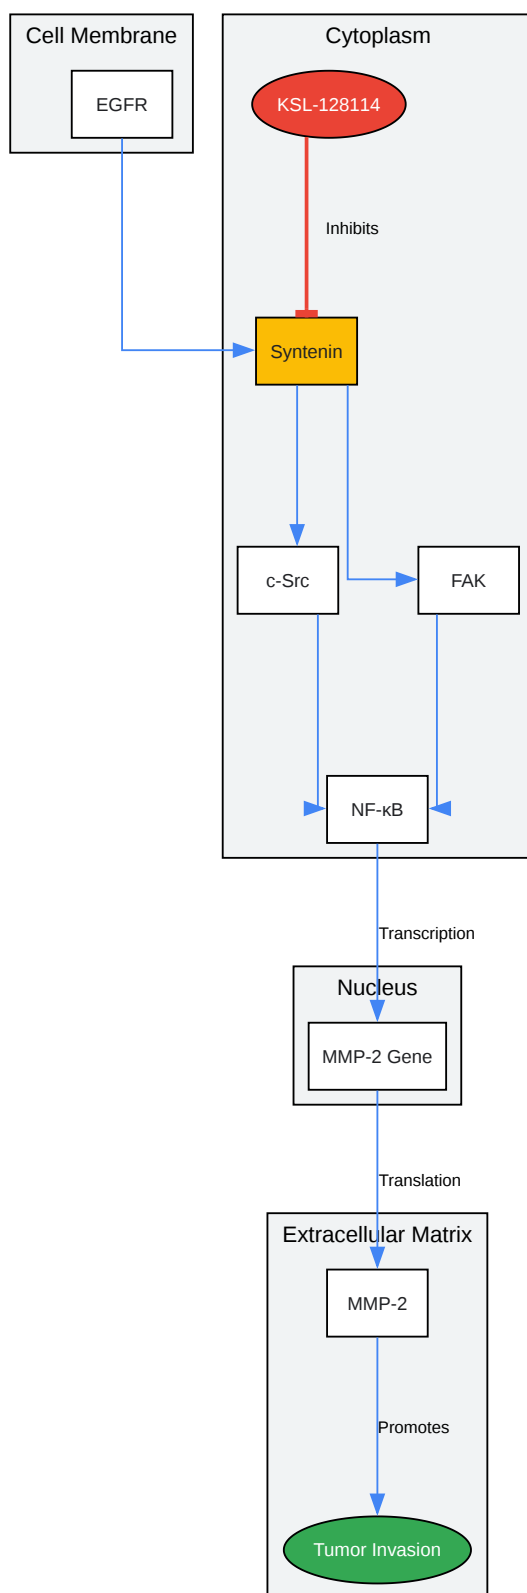 Cell Membrane
Cytoplasm
EGFR
KSL-128114
Inhibits
Syntenin
c-Src
FAK
NF-κB
Transcription
Nucleus
MMP-2 Gene
Translation
Extracellular Matrix
MMP-2
Promotes
Tumor Invasion